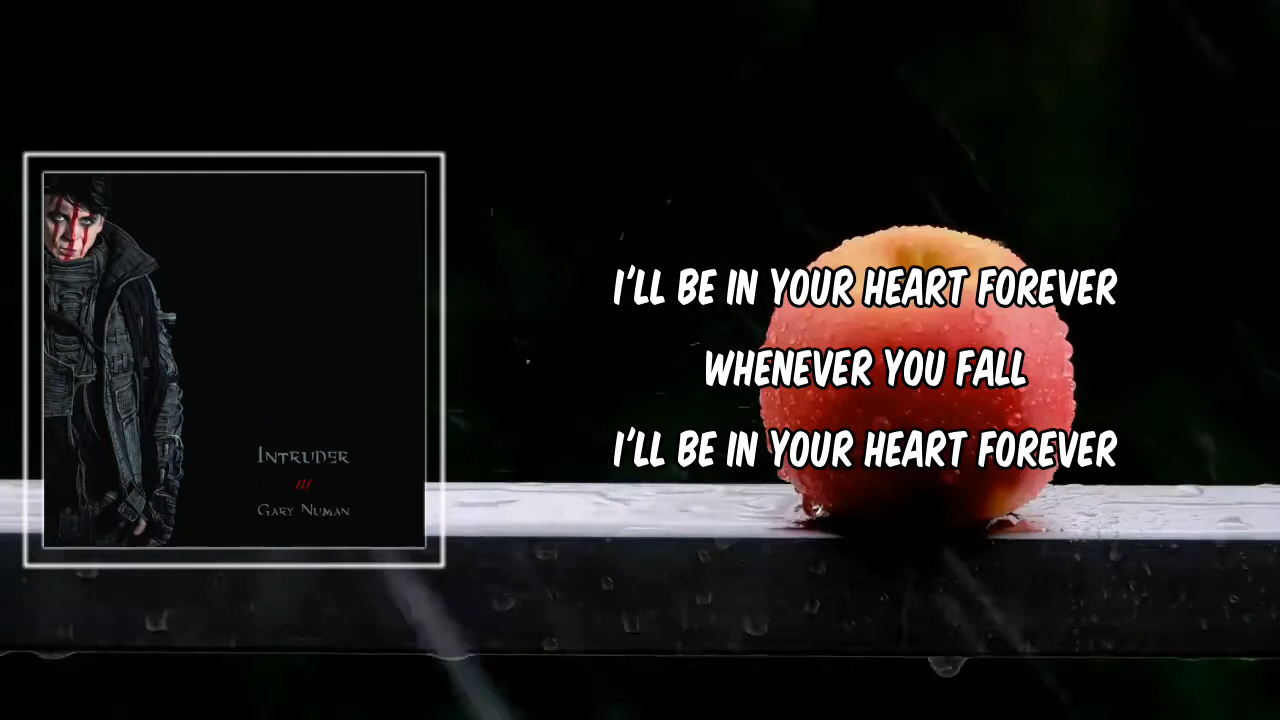 INTRUDER
///
GARY NUMAN
I'LL BE IN YOUR HEART FOREVER
WHENEVER YOU FALL
I'LL BE IN YOUR HEART FOREVER